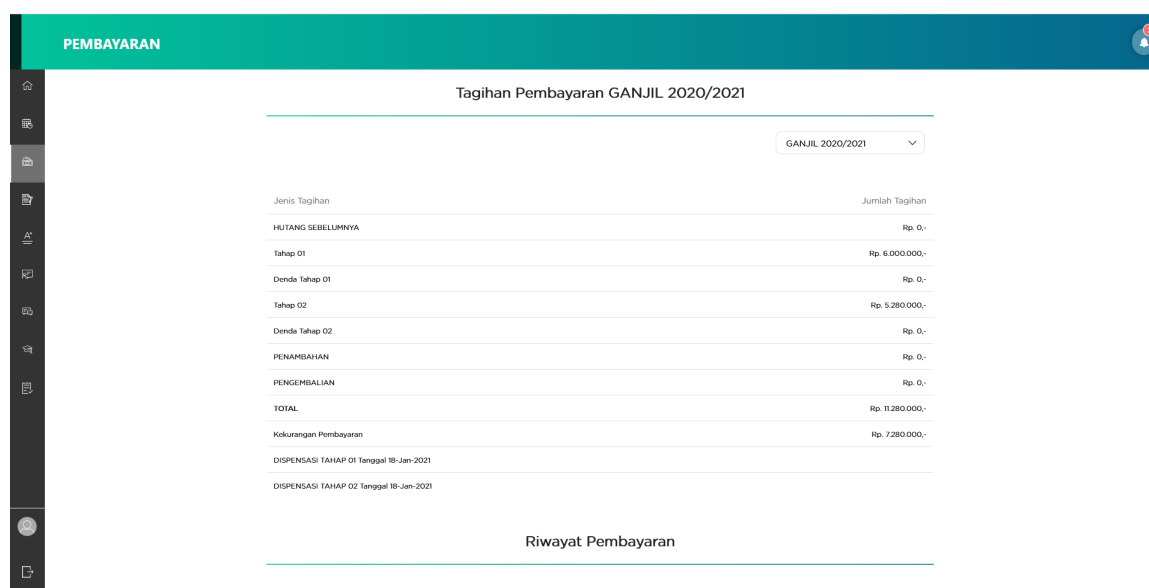 PEMBAYARAN
Tagihan Pembayaran GANJIL 2020/2021
GANJIL 2020/2021
Jenis Tagihan Jumlah Tagihan
HUTANG SEBELUMNYA Rp. 0,-
Tahap 01 Rp. 6.000.000,-
Denda Tahap 01 Rp. 0,-
Tahap 02 Rp. 5.280.000,-
Denda Tahap 02 Rp. 0,-
PENAMBAHAN Rp. 0,-
PENGEMBALIAN Rp. 0,-
TOTAL Rp. 11.280.000,-
Kekurangan Pembayaran Rp. 7.280.000,-
DISPENSASI TAHAP 01 Tanggal 18-Jan-2021
DISPENSASI TAHAP 02 Tanggal 18-Jan-2021
Riwayat Pembayaran